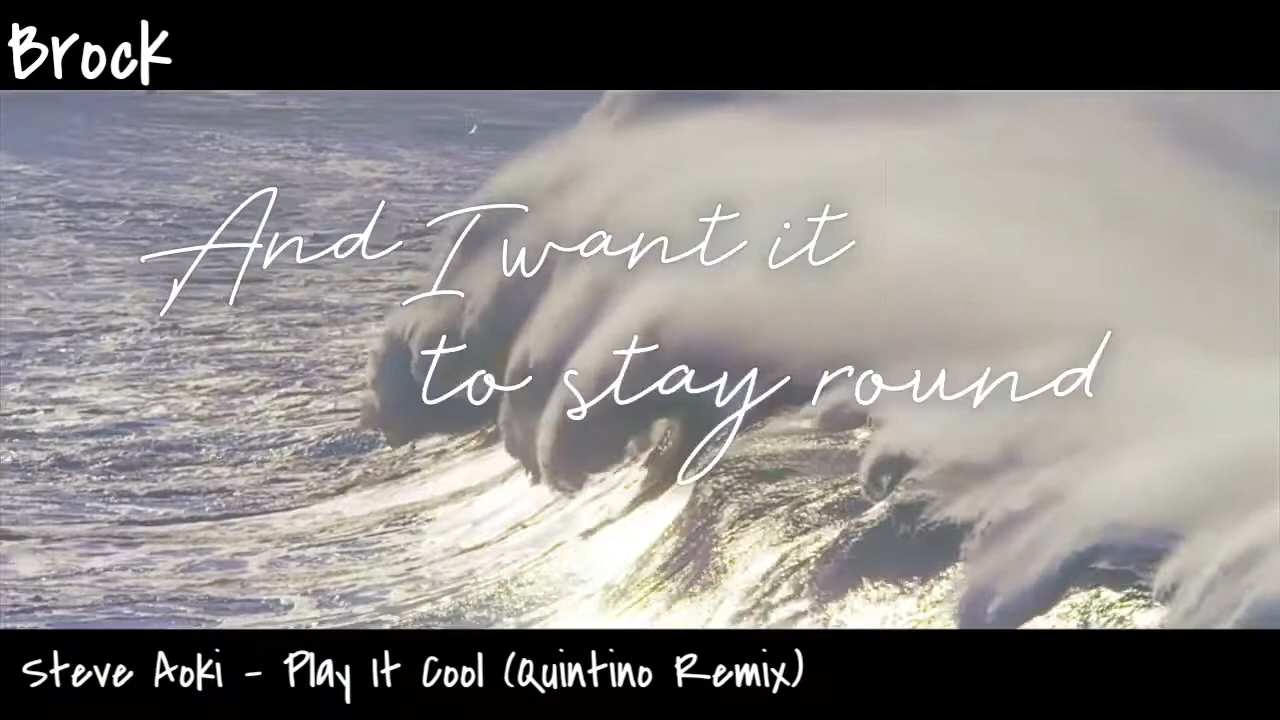 Brock
And I want it
to stay round
Steve Aoki - Play It Cool (Quintino Remix)